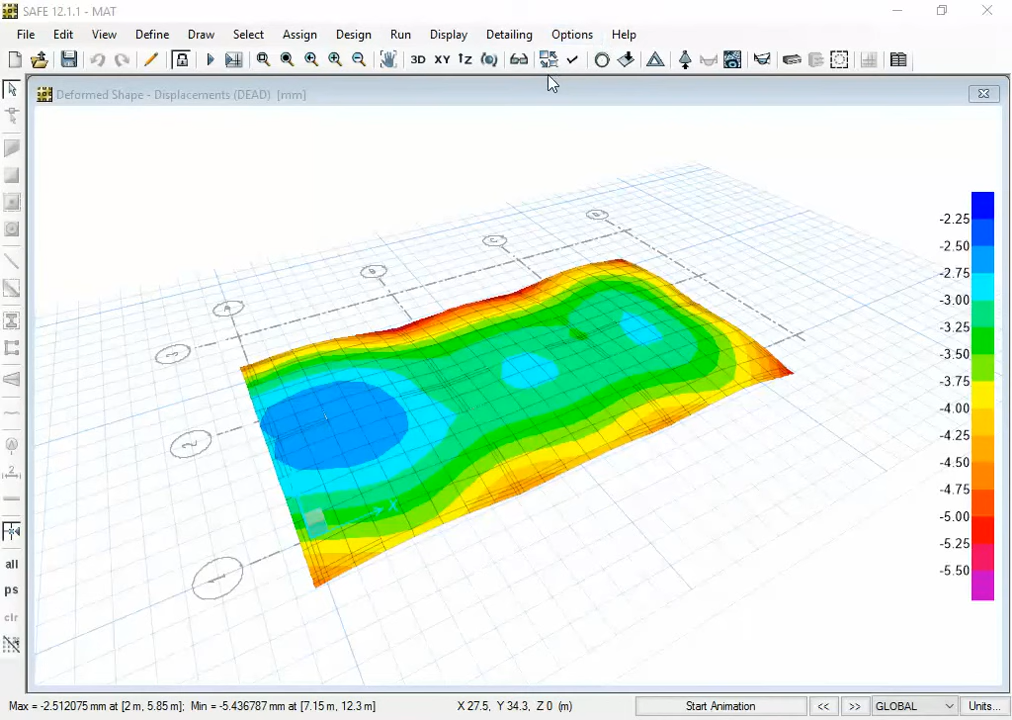 SAFE 12.1.1 - MAT
File Edit View Define Draw Select Assign Design Run Display Detailing Options Help
3D XY
Deformed Shape - Displacements (DEAD) [mm]
D
C
B
A
3
2
1
X
-2.25
-2.50
-2.75
-3.00
-3.25
-3.50
-3.75
-4.00
-4.25
-4.50
-4.75
-5.00
-5.25
-5.50
all
ps
clr
Max = -2.512075 mm at [2 m, 5.85 m]; Min = -5.436787 mm at [7.15 m, 12.3 m] X 27.5, Y 34.3, Z 0 (m) Start Animation << >> GLOBAL Units...